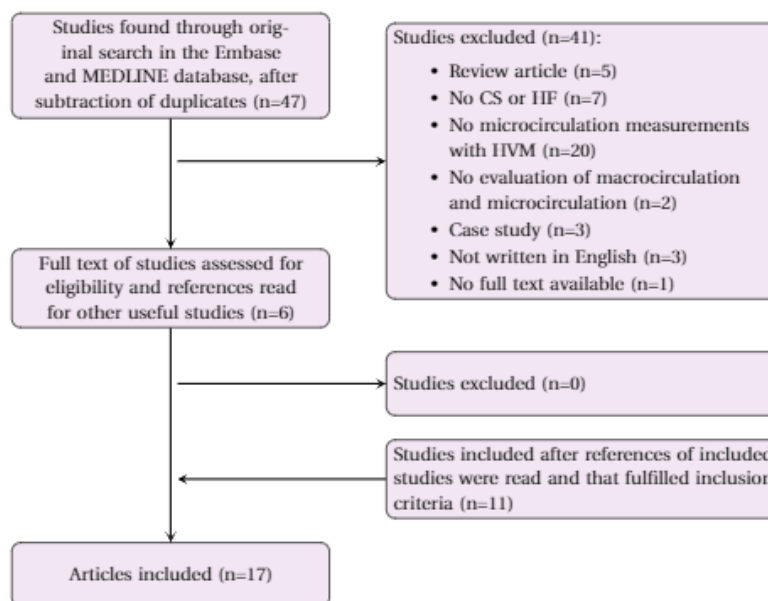 Studies found through orig-
inal search in the Embase
and MEDLINE database, after
subtraction of duplicates (n=47)
Studies excluded (n=41):
• Review article (n=5)
• No CS or HF (n=7)
• No microcirculation measurements
with HVM (n=20)
• No evaluation of macrocirculation
and microcirculation (n=2)
• Case study (n=3)
• Not written in English (n=3)
• No full text available (n=1)
Full text of studies assessed for
eligibility and references read
for other useful studies (n=6)
Studies excluded (n=0)
Studies included after references of included
studies were read and that fulfilled inclusion
criteria (n=11)
Articles included (n=17)